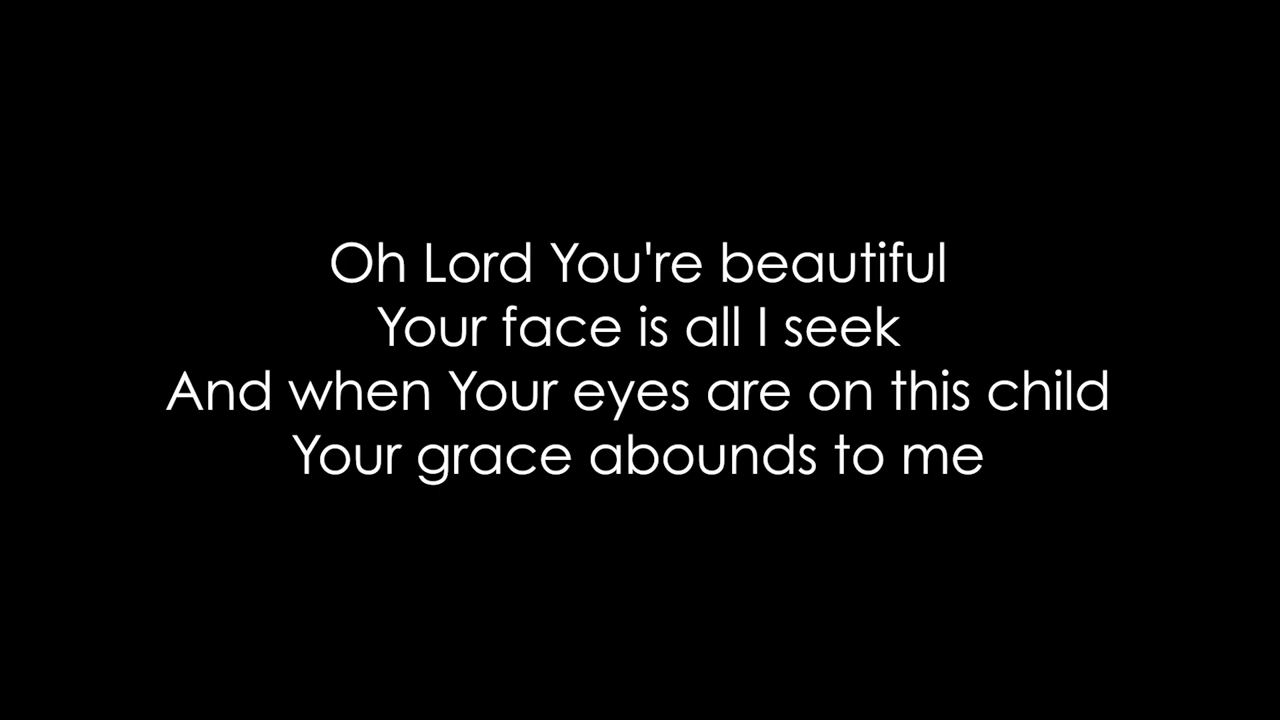 Oh Lord You're beautiful
Your face is all I seek
And when Your eyes are on this child
Your grace abounds to me